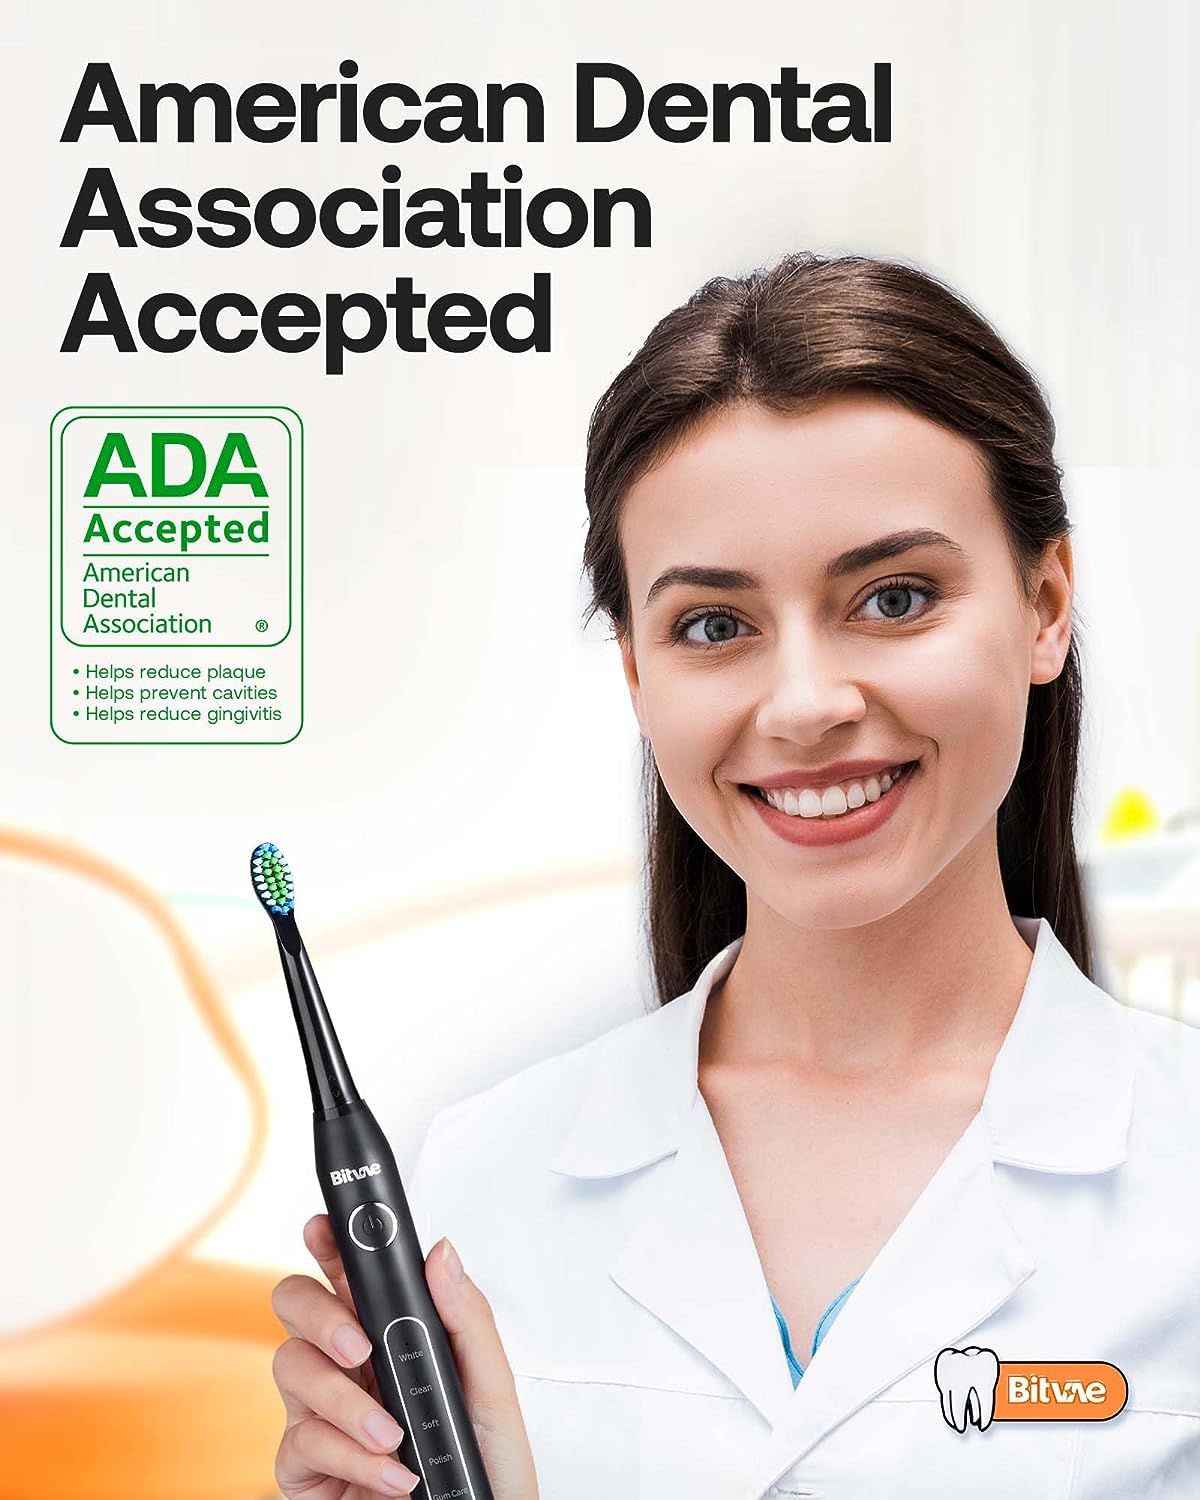 American Dental
Association
Accepted
ADA
Accepted
American
Dental
Association ®
• Helps reduce plaque
• Helps prevent cavities
• Helps reduce gingivitis
Bitvae
White
Clean
Soft
Polish
Gum Care
Bitvae